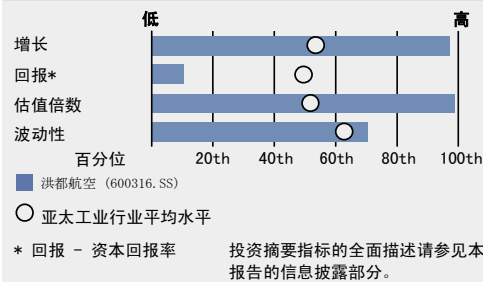 低 高
增长
回报*
估值倍数
波动性
百分位 20th 40th 60th 80th 100th
洪都航空 (600316.SS)
亚太工业行业平均水平
* 回报 - 资本回报率 投资摘要指标的全面描述请参见本
报告的信息披露部分。